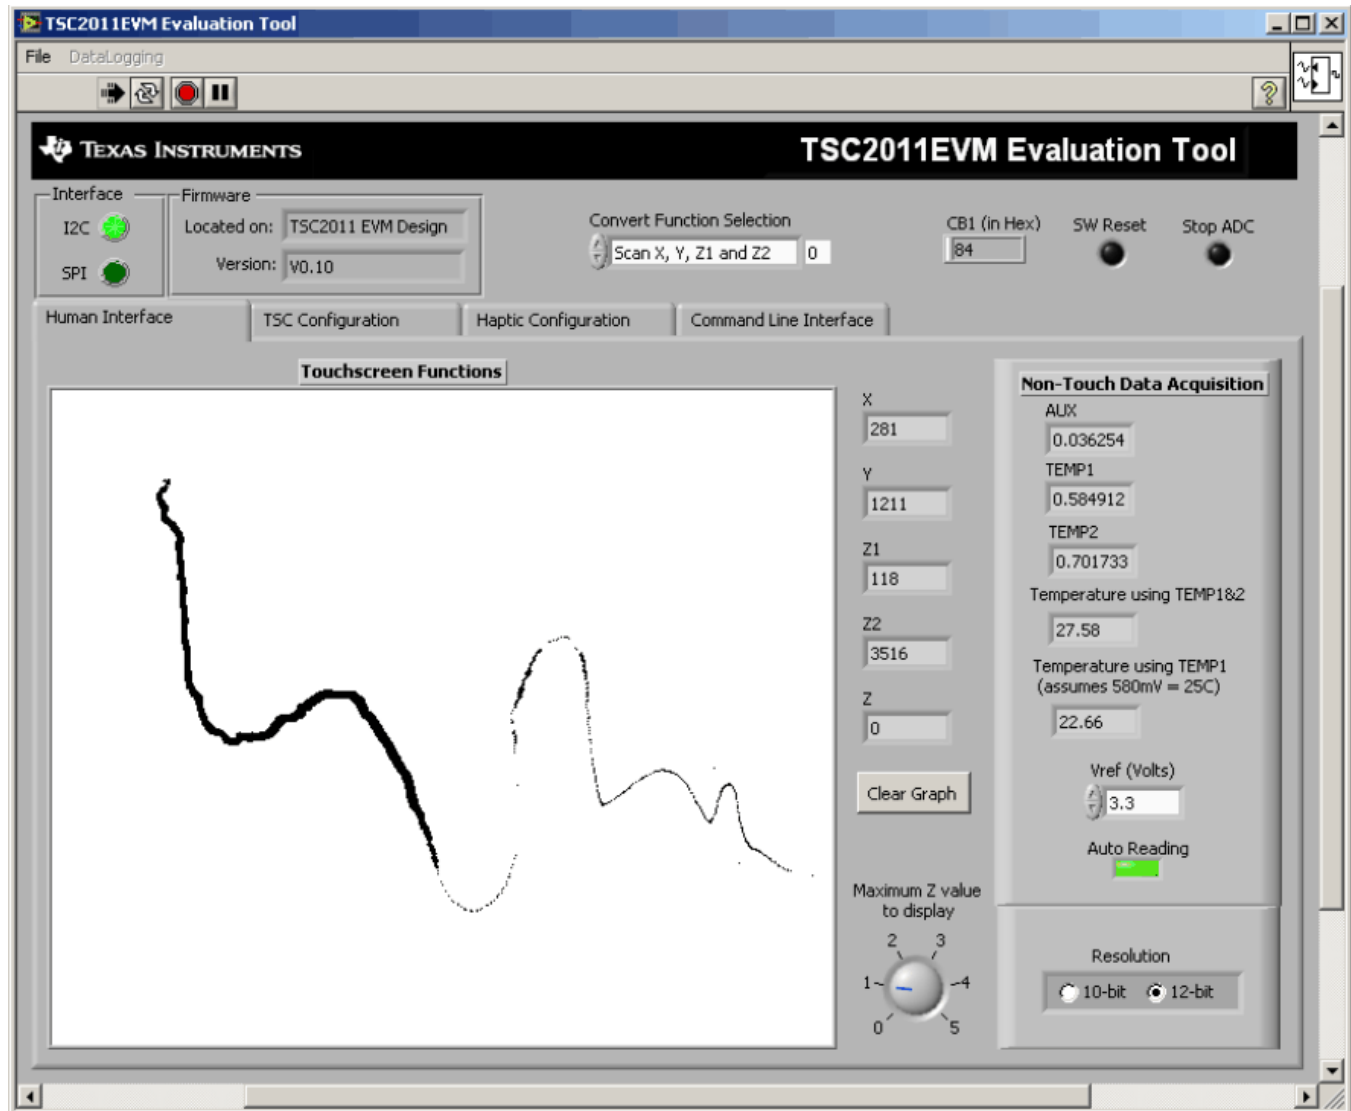 TSC2011EVM Evaluation Tool
File DataLogging
TEXAS INSTRUMENTS
TSC2011EVM Evaluation Tool
Interface
I2C
SPI
Firmware
Located on: TSC2011 EVM Design
Version: V0.10
Convert Function Selection
Scan X, Y, Z1 and Z2 0
CB1 (in Hex)
84
SW Reset
Stop ADC
Human Interface
TSC Configuration
Haptic Configuration
Command Line Interface
Touchscreen Functions
X
281
Y
1211
Z1
118
Z2
3516
Z
0
Clear Graph
Maximum Z value
to display
0 1 2 3 4 5
Non-Touch Data Acquisition
AUX
0.036254
TEMP1
0.584912
TEMP2
0.701733
Temperature using TEMP1&2
27.58
Temperature using TEMP1
(assumes 580mV = 25C)
22.66
Vref (Volts)
3.3
Auto Reading
Resolution
10-bit 12-bit